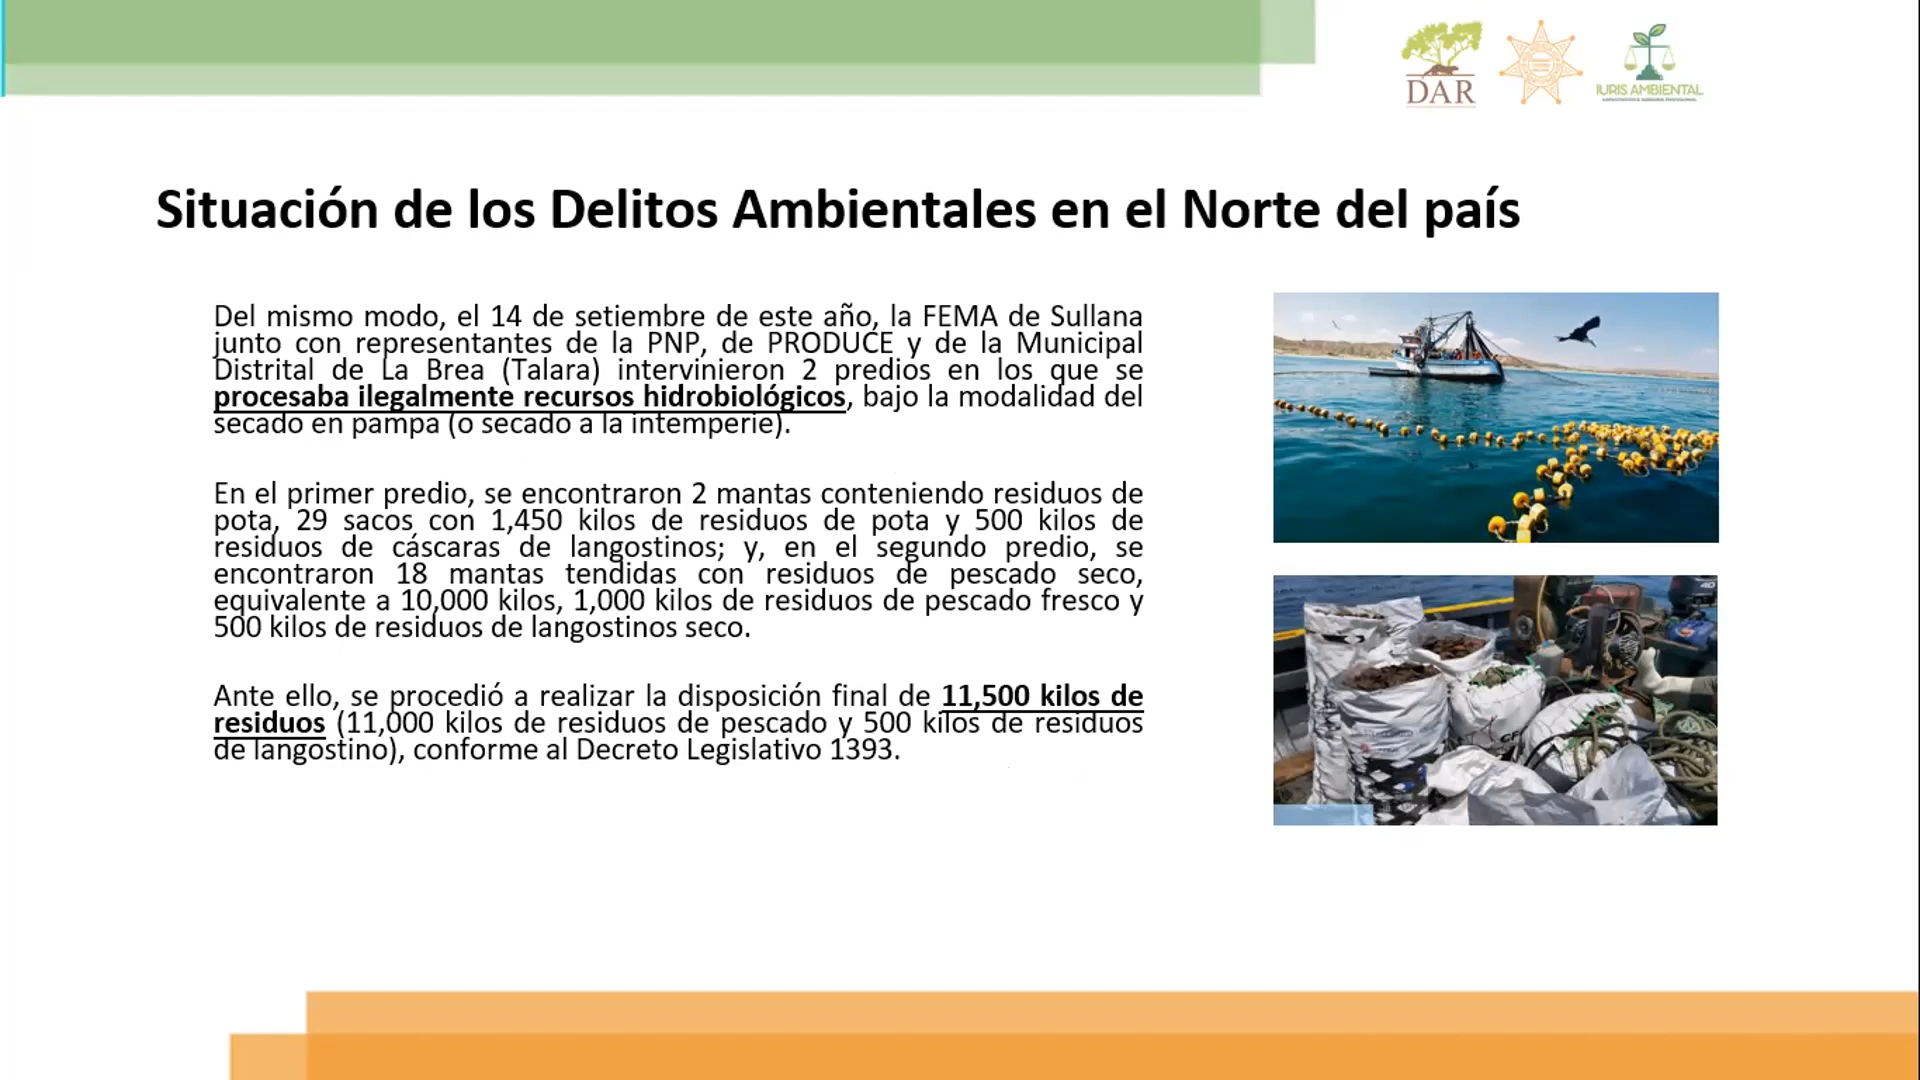 DAR
IURIS AMBIENTAL
Situación de los Delitos Ambientales en el Norte del país
Del mismo modo, el 14 de setiembre de este año, la FEMA de Sullana
junto con representantes de la PNP, de PRODUCE y de la Municipal
Distrital de La Brea (Talara) intervinieron 2 predios en los que se
procesaba ilegalmente recursos hidrobiológicos, bajo la modalidad del
secado en pampa (o secado a la intemperie).
En el primer predio, se encontraron 2 mantas conteniendo residuos de
pota, 29 sacos con 1,450 kilos de residuos de pota y 500 kilos de
residuos de cáscaras de langostinos; y, en el segundo predio, se
encontraron 18 mantas tendidas con residuos de pescado seco,
equivalente a 10,000 kilos, 1,000 kilos de residuos de pescado fresco y
500 kilos de residuos de langostinos seco.
Ante ello, se procedió a realizar la disposición final de 11,500 kilos de
residuos (11,000 kilos de residuos de pescado y 500 kilos de residuos
de langostino), conforme al Decreto Legislativo 1393.